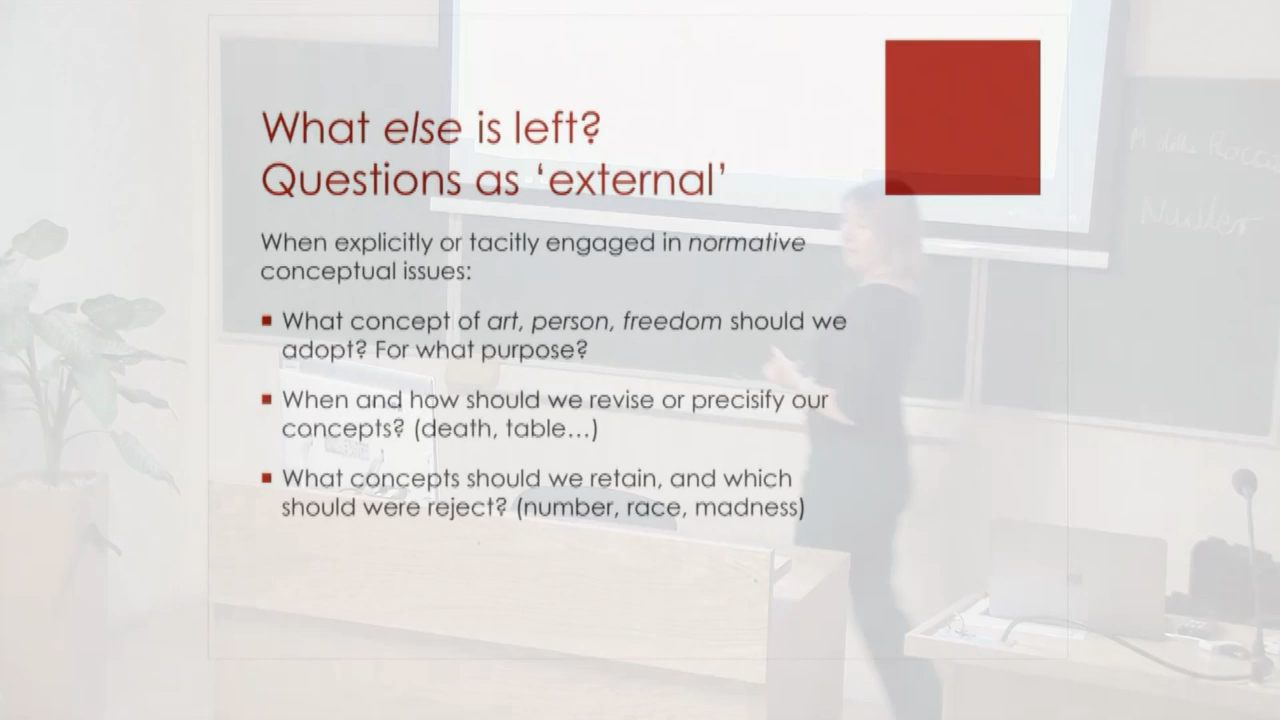 What else is left?
Questions as ‘external’
When explicitly or tacitly engaged in normative
conceptual issues:
▪ What concept of art, person, freedom should we
adopt? For what purpose?
▪ When and how should we revise or precisify our
concepts? (death, table…)
▪ What concepts should we retain, and which
should were reject? (number, race, madness)